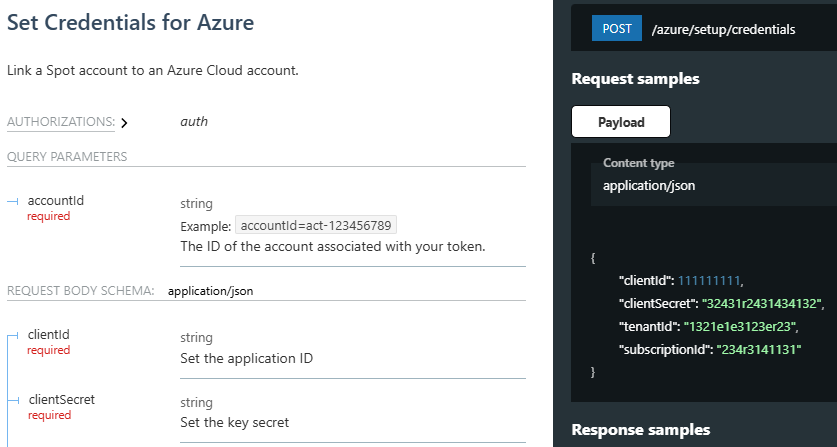 Set Credentials for Azure
Link a Spot account to an Azure Cloud account.
AUTHORIZATIONS: auth
QUERY PARAMETERS
accountId string
required
Example: accountId=act-123456789
The ID of the account associated with your token.
REQUEST BODY SCHEMA: application/json
clientId string
required
Set the application ID
clientSecret string
required
Set the key secret
POST /azure/setup/credentials
Request samples
Payload
Content type
application/json
{
"clientId": 111111111,
"clientSecret": "32431r2431434132",
"tenantId": "1321e1e3123er23",
"subscriptionId": "234r3141131"
}
Response samples